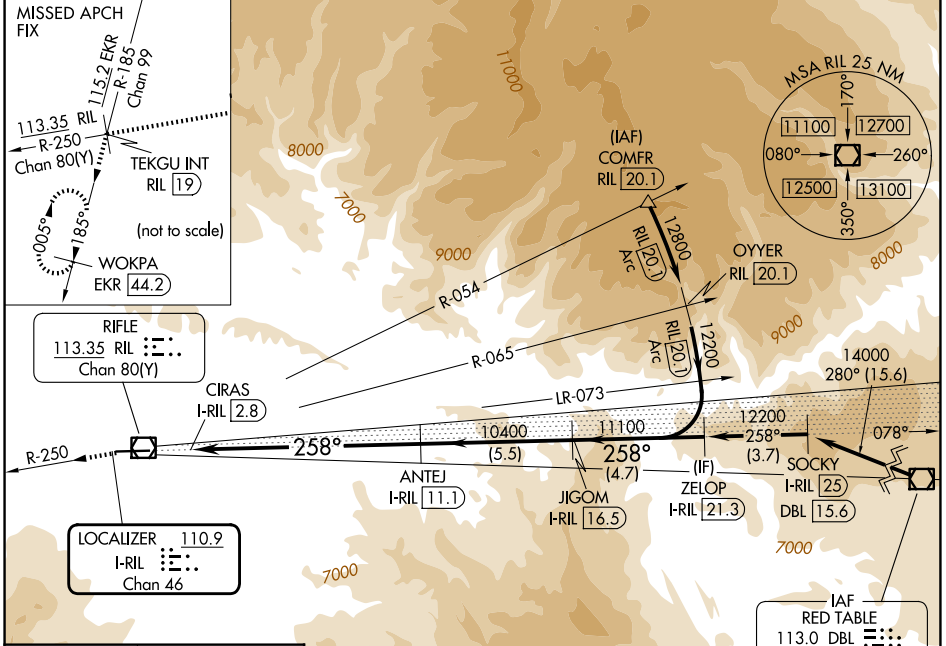 MISSED APCH
FIX
115.2 EKR
R-185
Chan 99
113.35 RIL
R-250
Chan 80(Y)
TEKGU INT
RIL 19
005°
185°
(not to scale)
WOKPA
EKR 44.2
11000
8000
7000
9000
(IAF)
COMFR
RIL 20.1
12800
RIL 20.1
Arc
OYYER
RIL 20.1
MSA RIL 25 NM
170°
11100
12700
080°
260°
12500
13100
350°
8000
9000
R-054
R-065
RIL 20.1
Arc
12200
RIFLE
113.35 RIL
Chan 80(Y)
CIRAS
I-RIL 2.8
LR-073
14000
280° (15.6)
R-250
258°
10400
(5.5)
11100
258°
(4.7)
12200
258°
(3.7)
078°
ANTEJ
I-RIL 11.1
JIGOM
I-RIL 16.5
(IF)
ZELOP
I-RIL 21.3
SOCKY
I-RIL 25
DBL 15.6
LOCALIZER 110.9
I-RIL
Chan 46
7000
7000
IAF
RED TABLE
113.0 DBL